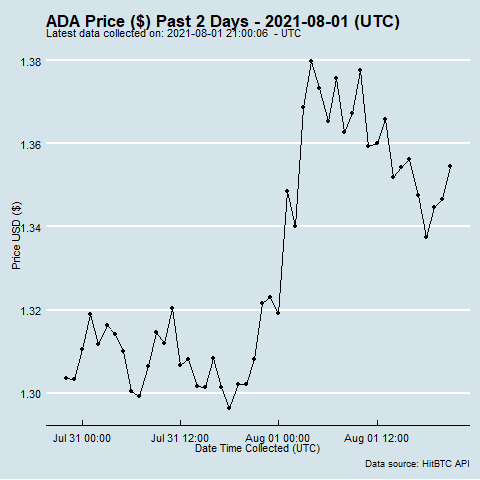 ADA Price ($) Past 2 Days - 2021-08-01 (UTC)
Latest data collected on: 2021-08-01 21:00:06  - UTC
1.38
1.36
1.34
1.32
1.30
Price USD ($)
Jul 31 00:00
Jul 31 12:00
Aug 01 00:00
Aug 01 12:00
Date Time Collected (UTC)
Data source: HitBTC API